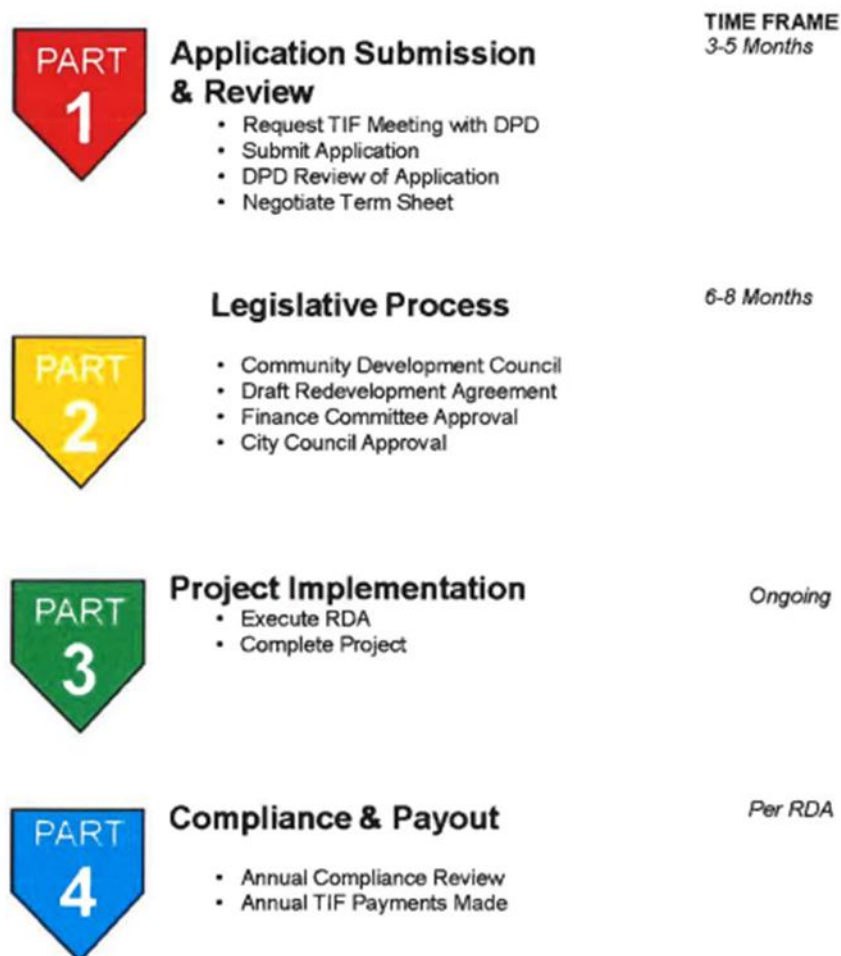 TIME FRAME
PART
1
Application Submission
& Review
3-5 Months
• Request TIF Meeting with DPD
• Submit Application
• DPD Review of Application
• Negotiate Term Sheet
PART
2
Legislative Process
6-8 Months
• Community Development Council
• Draft Redevelopment Agreement
• Finance Committee Approval
• City Council Approval
PART
3
Project Implementation
Ongoing
• Execute RDA
• Complete Project
PART
4
Compliance & Payout
Per RDA
• Annual Compliance Review
• Annual TIF Payments Made